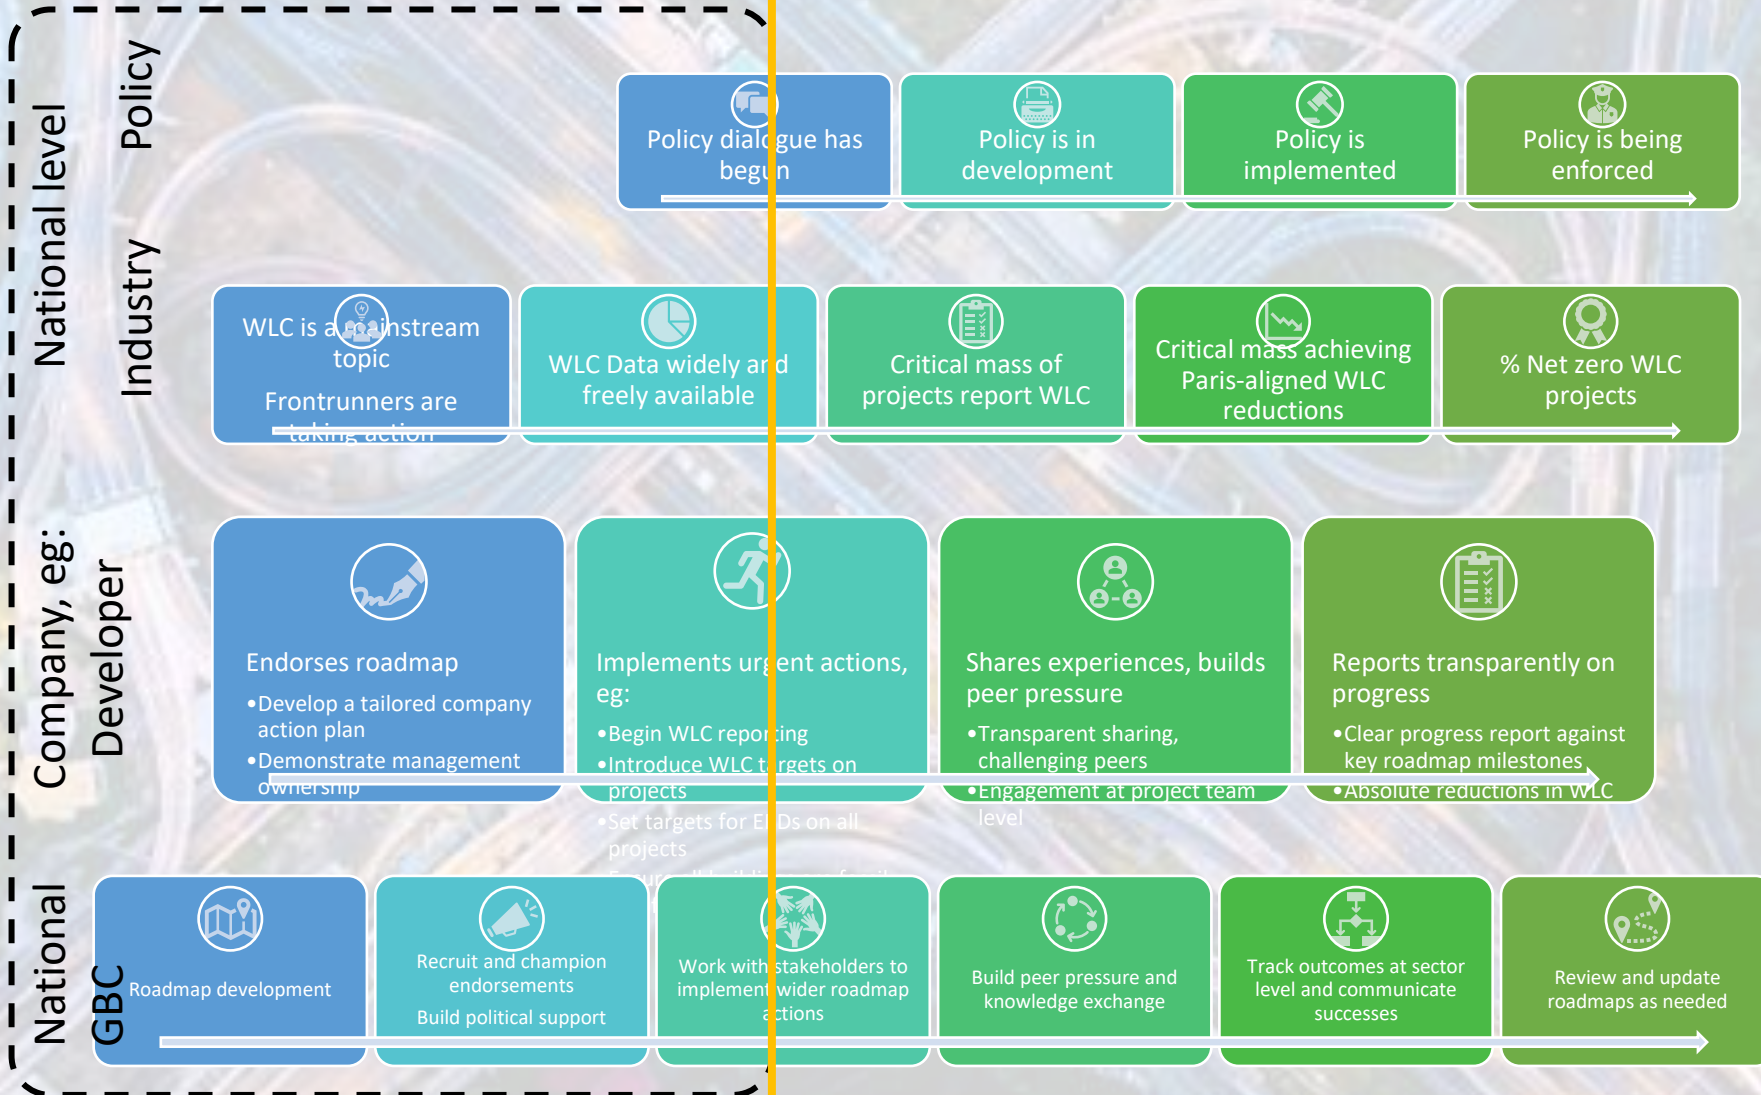 National level
Policy
Policy dialogue has
begun
Policy is in
development
Policy is
implemented
Policy is being
enforced
Industry
WLC is a mainstream
topic
Frontrunners are
taking action
WLC Data widely and
freely available
Critical mass of
projects report WLC
Critical mass achieving
Paris-aligned WLC
reductions
% Net zero WLC
projects
Company, eg:
Developer
Endorses roadmap
•Develop a tailored company
action plan
•Demonstrate management
ownership
Implements urgent actions,
eg:
•Begin WLC reporting
•Introduce WLC targets on
projects
•Set targets for EPDs on all
projects
Shares experiences, builds
peer pressure
•Transparent sharing,
challenging peers
•Engagement at project team
level
Reports transparently on
progress
•Clear progress report against
key roadmap milestones
•Absolute reductions in WLC
National
GBC
Roadmap development
Recruit and champion
endorsements
Build political support
Work with stakeholders to
implement wider roadmap
actions
Build peer pressure and
knowledge exchange
Track outcomes at sector
level and communicate
successes
Review and update
roadmaps as needed